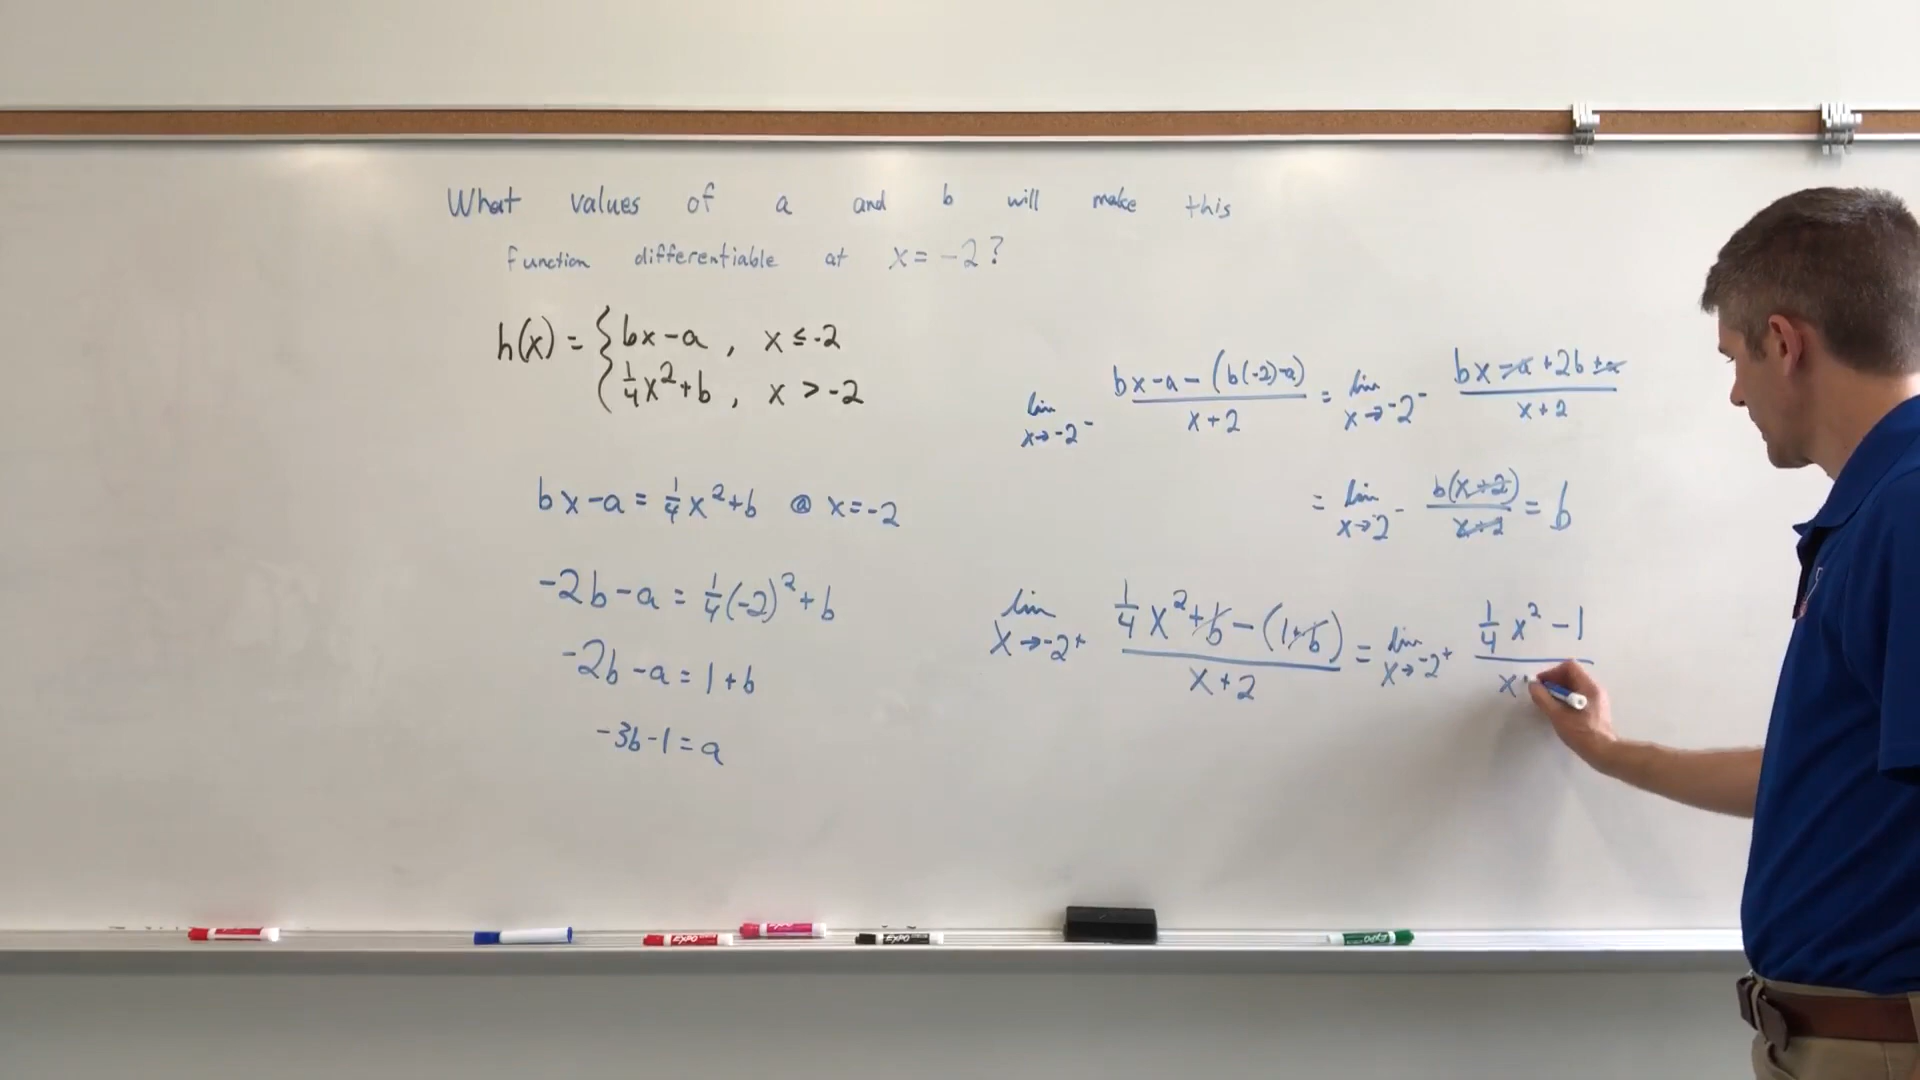 What values of a and b will make this
function differentiable at x = -2?
h(x) = { bx-a , x ≤ -2
1/4 x² + b , x > -2
bx-a = 1/4 x² + b @ x = -2
-2b-a = 1/4 (-2)² + b
-2b-a = 1+b
-3b-1 = a
lim x→-2⁻ (bx-a-(b(-2)-a))/(x+2) = lim x→-2⁻ (bx-a+2b+a)/(x+2)
= lim x→-2⁻ b(x+2)/(x+2) = b
lim x→-2⁺ (1/4 x² + b - (1+b))/(x+2) = lim x→-2⁺ (1/4 x² - 1)/(x+
EXPO
EXPO
EXPO